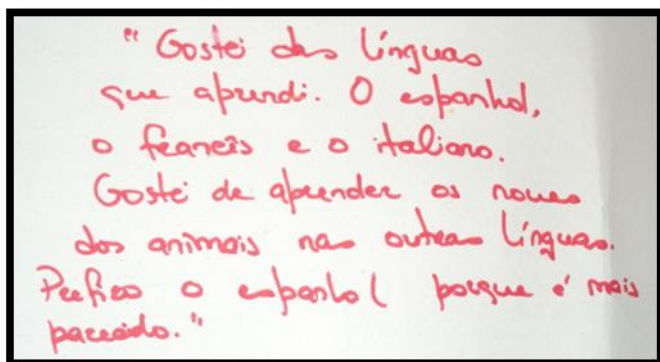 "Gostei das línguas
que aprendi. O espanhol,
o francês e o italiano.
Gostei de aprender os nomes
dos animais nas outras línguas.
Prefiro o espanhol porque é mais
parecido."